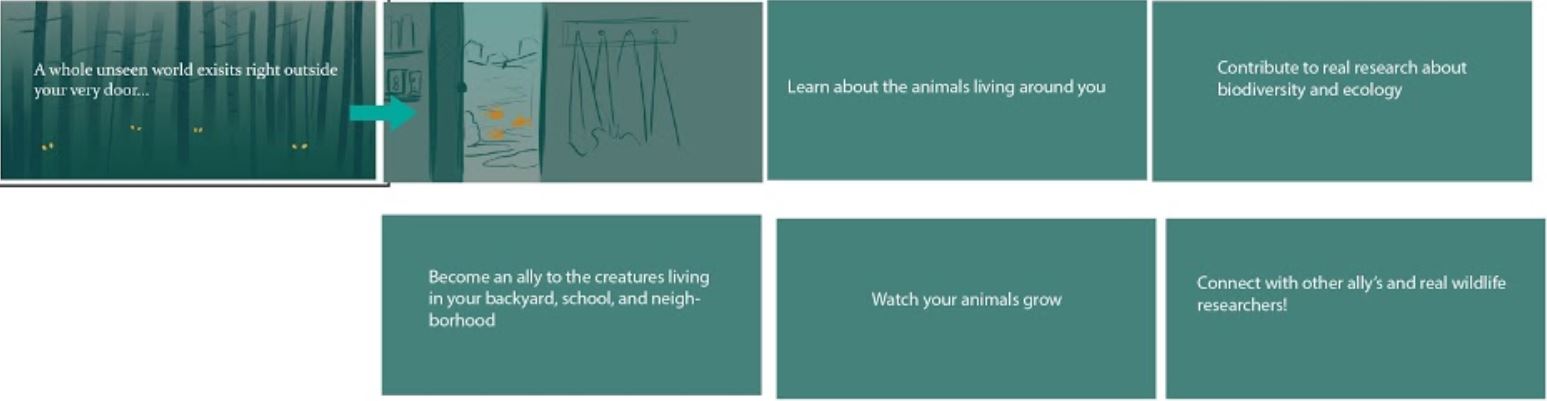 A whole unseen world exisits right outside
your very door...
Learn about the animals living around you
Contribute to real research about
biodiversity and ecology
Become an ally to the creatures living
in your backyard, school, and neigh-
borhood
Watch your animals grow
Connect with other ally's and real wildlife
researchers!